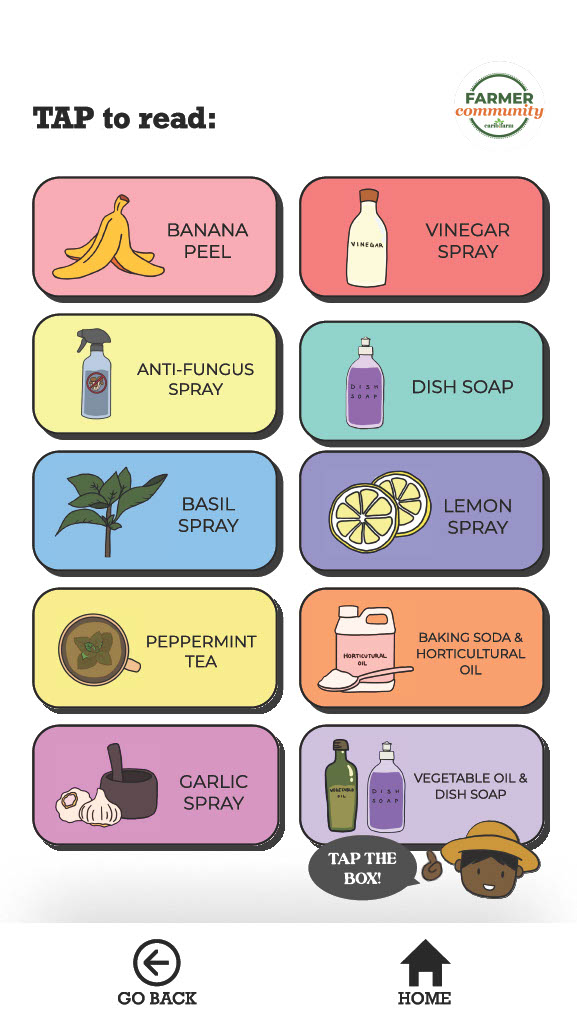 TAP to read:
FARMER
community
caribfarm
BANANA
PEEL
VINEGAR
VINEGAR
SPRAY
ANTI-FUNGUS
SPRAY
DISH
SOAP
DISH SOAP
BASIL
SPRAY
LEMON
SPRAY
PEPPERMINT
TEA
HORTICUTURAL
OIL
BAKING SODA &
HORTICULTURAL
OIL
GARLIC
SPRAY
VEGETABLE
OIL
DISH
SOAP
VEGETABLE OIL &
DISH SOAP
TAP THE
BOX!
GO BACK
HOME